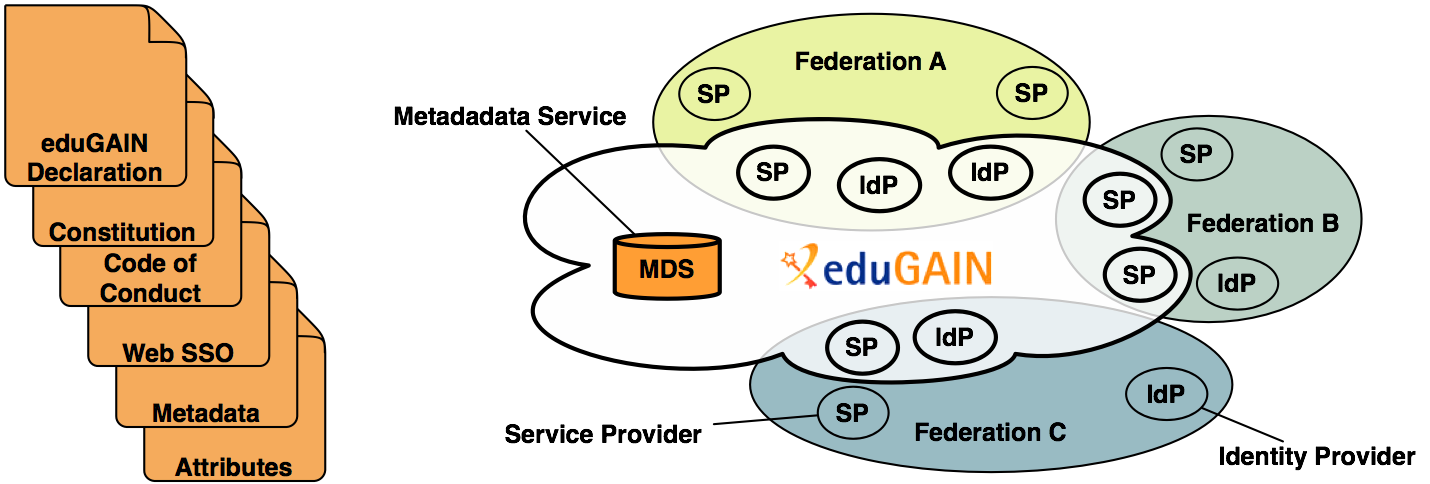 eduGAIN
Declaration
Constitution
Code of
Conduct
Web SSO
Metadata
Attributes
Metadadata Service
MDS
eduGAIN
Federation A
SP
SP
SP
IdP
IdP
Federation B
SP
SP
SP
IdP
SP
IdP
SP
IdP
Federation C
Service Provider
Identity Provider